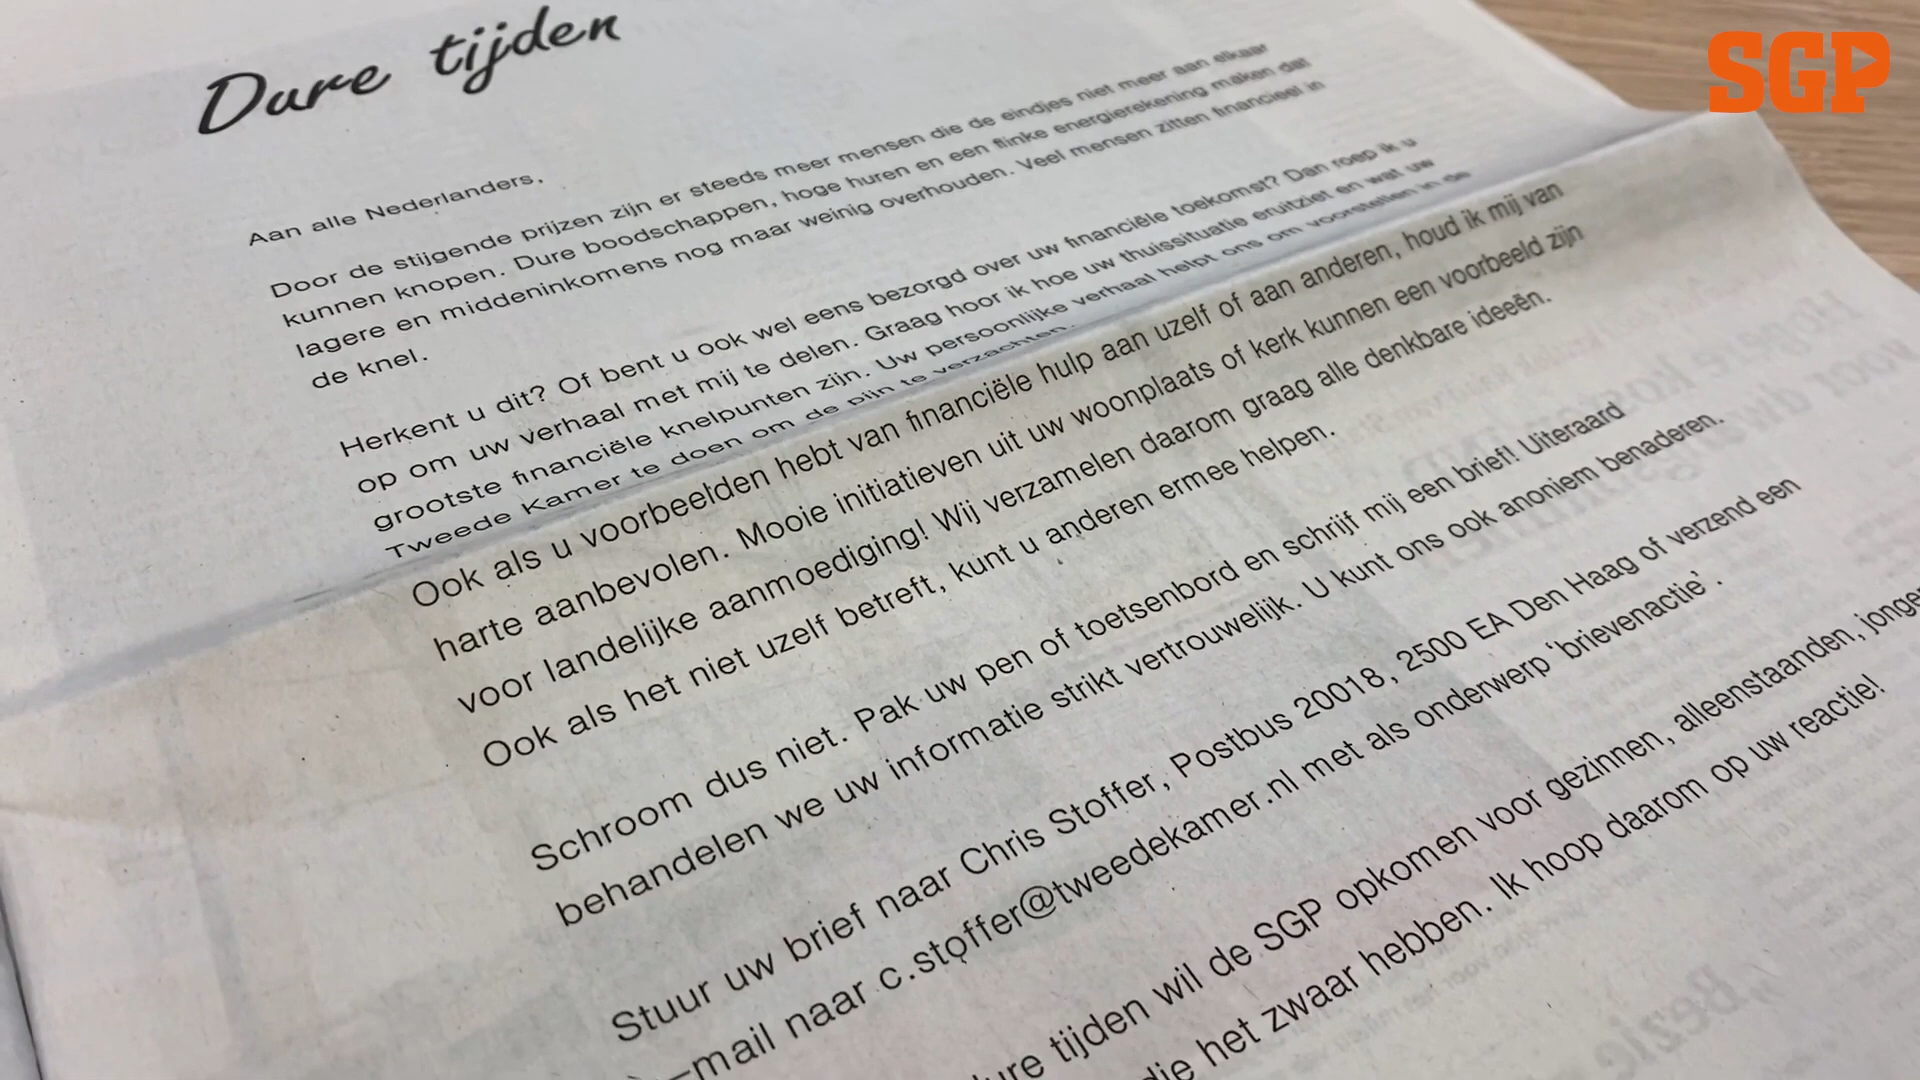 SGP
Dure tijden
Aan alle Nederlanders,
Door de stijgende prijzen zijn er steeds meer mensen die de eindjes niet meer aan elkaar
kunnen knopen. Dure boodschappen, hoge huren en een flinke energierekening maken dat
lagere en middeninkomens nog maar weinig overhouden. Veel mensen zitten financieel in
de knel.
Herkent u dit? Of bent u ook wel eens bezorgd over uw financiële toekomst? Dan roep ik u
op om uw verhaal met mij te delen. Graag hoor ik hoe uw thuissituatie eruitziet en wat uw
grootste financiële knelpunten zijn. Uw persoonlijke verhaal helpt ons om voorstellen in de
Tweede Kamer te doen om de pijn te verzachten.
Ook als u voorbeelden hebt van financiële hulp aan uzelf of aan anderen, houd ik mij van
harte aanbevolen. Mooie initiatieven uit uw woonplaats of kerk kunnen een voorbeeld zijn
voor landelijke aanmoediging! Wij verzamelen daarom graag alle denkbare ideeën.
Ook als het niet uzelf betreft, kunt u anderen ermee helpen.
Schroom dus niet. Pak uw pen of toetsenbord en schrijf mij een brief! Uiteraard
behandelen we uw informatie strikt vertrouwelijk. U kunt ons ook anoniem benaderen.
Stuur uw brief naar Chris Stoffer, Postbus 20018, 2500 EA Den Haag of verzend een
-mail naar c.stoffer@tweedekamer.nl met als onderwerp 'brievenactie'.
ure tijden wil de SGP opkomen voor gezinnen, alleenstaanden, jonge
die het zwaar hebben. Ik hoop daarom op uw reactie!